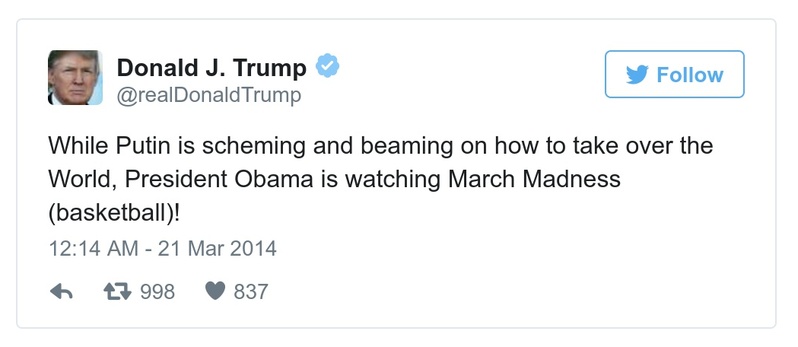 Donald J. Trump
@realDonaldTrump
Follow
While Putin is scheming and beaming on how to take over the
World, President Obama is watching March Madness
(basketball)!
12:14 AM - 21 Mar 2014
998 837